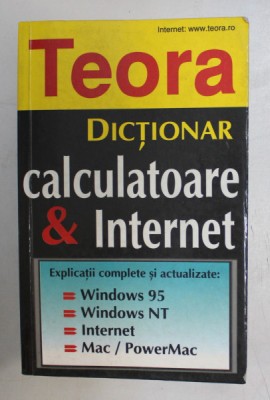 Internet: www.teora.ro
Teora
DICȚIONAR
calculatoare
& Internet
Explicații complete și actualizate:
= Windows 95
= Windows NT
= Internet
= Mac / PowerMac